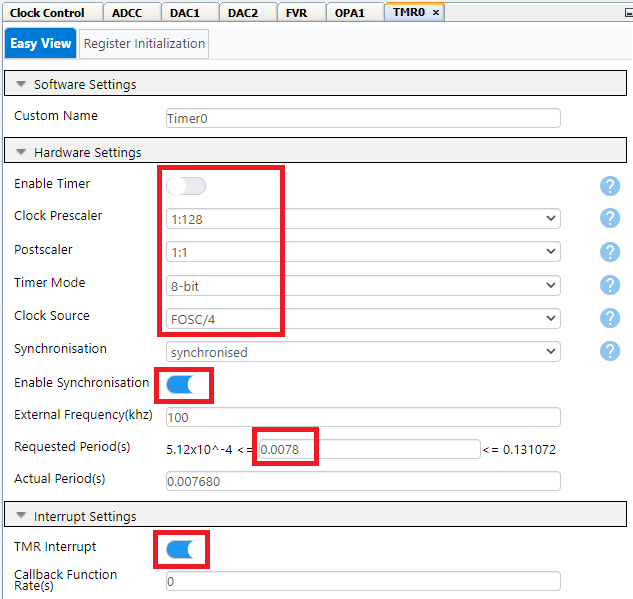 Clock Control ADCC DAC1 DAC2 FVR OPA1 TMR0 ×
Easy View Register Initialization
Software Settings
Custom Name Timer0
Hardware Settings
Enable Timer ?
Clock Prescaler 1:128 ?
Postscaler 1:1 ?
Timer Mode 8-bit ?
Clock Source FOSC/4 ?
Synchronisation synchronised ?
Enable Synchronisation
External Frequency(khz) 100
Requested Period(s) 5.12x10^-4 <= 0.0078 <= 0.131072
Actual Period(s) 0.007680
Interrupt Settings
TMR Interrupt
Callback Function
Rate(s) 0